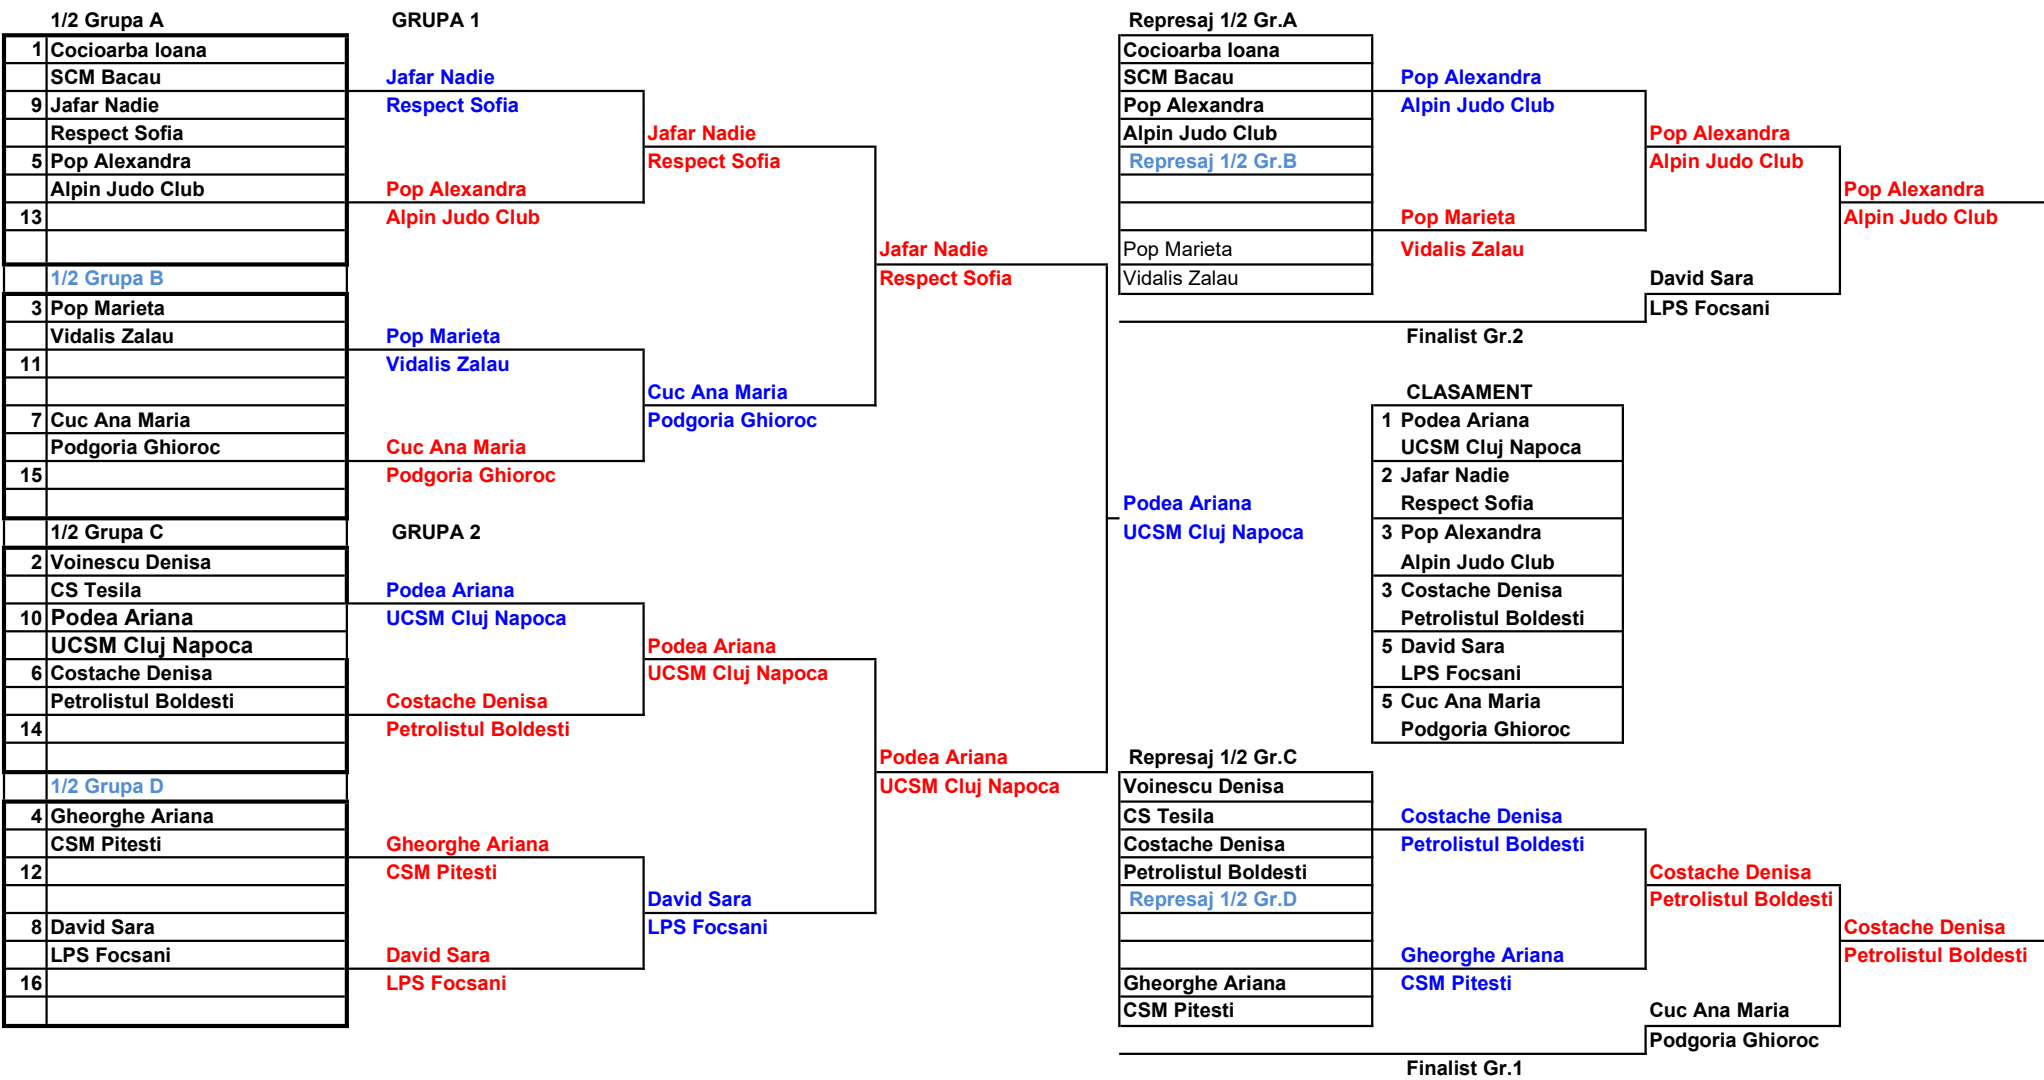 1/2 Grupa A
GRUPA 1
1 Cocioarba Ioana
SCM Bacau
9 Jafar Nadie
Respect Sofia
5 Pop Alexandra
Alpin Judo Club
13
1/2 Grupa B
3 Pop Marieta
Vidalis Zalau
11
7 Cuc Ana Maria
Podgoria Ghioroc
15
Jafar Nadie
Respect Sofia
Pop Alexandra
Alpin Judo Club
Pop Marieta
Vidalis Zalau
Cuc Ana Maria
Podgoria Ghioroc
Jafar Nadie
Respect Sofia
Cuc Ana Maria
Podgoria Ghioroc
Jafar Nadie
Respect Sofia
1/2 Grupa C
GRUPA 2
2 Voinescu Denisa
CS Tesila
10 Podea Ariana
UCSM Cluj Napoca
6 Costache Denisa
Petrolistul Boldesti
14
1/2 Grupa D
4 Gheorghe Ariana
CSM Pitesti
12
8 David Sara
LPS Focsani
16
Podea Ariana
UCSM Cluj Napoca
Costache Denisa
Petrolistul Boldesti
Gheorghe Ariana
CSM Pitesti
David Sara
LPS Focsani
Podea Ariana
UCSM Cluj Napoca
David Sara
LPS Focsani
Podea Ariana
UCSM Cluj Napoca
Podea Ariana
UCSM Cluj Napoca
Represaj 1/2 Gr.A
Cocioarba Ioana
SCM Bacau
Pop Alexandra
Alpin Judo Club
Represaj 1/2 Gr.B
Pop Marieta
Vidalis Zalau
Pop Alexandra
Alpin Judo Club
Pop Marieta
Vidalis Zalau
Pop Alexandra
Alpin Judo Club
David Sara
LPS Focsani
Finalist Gr.2
Pop Alexandra
Alpin Judo Club
CLASAMENT
1 Podea Ariana
UCSM Cluj Napoca
2 Jafar Nadie
Respect Sofia
3 Pop Alexandra
Alpin Judo Club
3 Costache Denisa
Petrolistul Boldesti
5 David Sara
LPS Focsani
5 Cuc Ana Maria
Podgoria Ghioroc
Represaj 1/2 Gr.C
Voinescu Denisa
CS Tesila
Costache Denisa
Petrolistul Boldesti
Represaj 1/2 Gr.D
Gheorghe Ariana
CSM Pitesti
Costache Denisa
Petrolistul Boldesti
Gheorghe Ariana
CSM Pitesti
Costache Denisa
Petrolistul Boldesti
Cuc Ana Maria
Podgoria Ghioroc
Finalist Gr.1
Costache Denisa
Petrolistul Boldesti